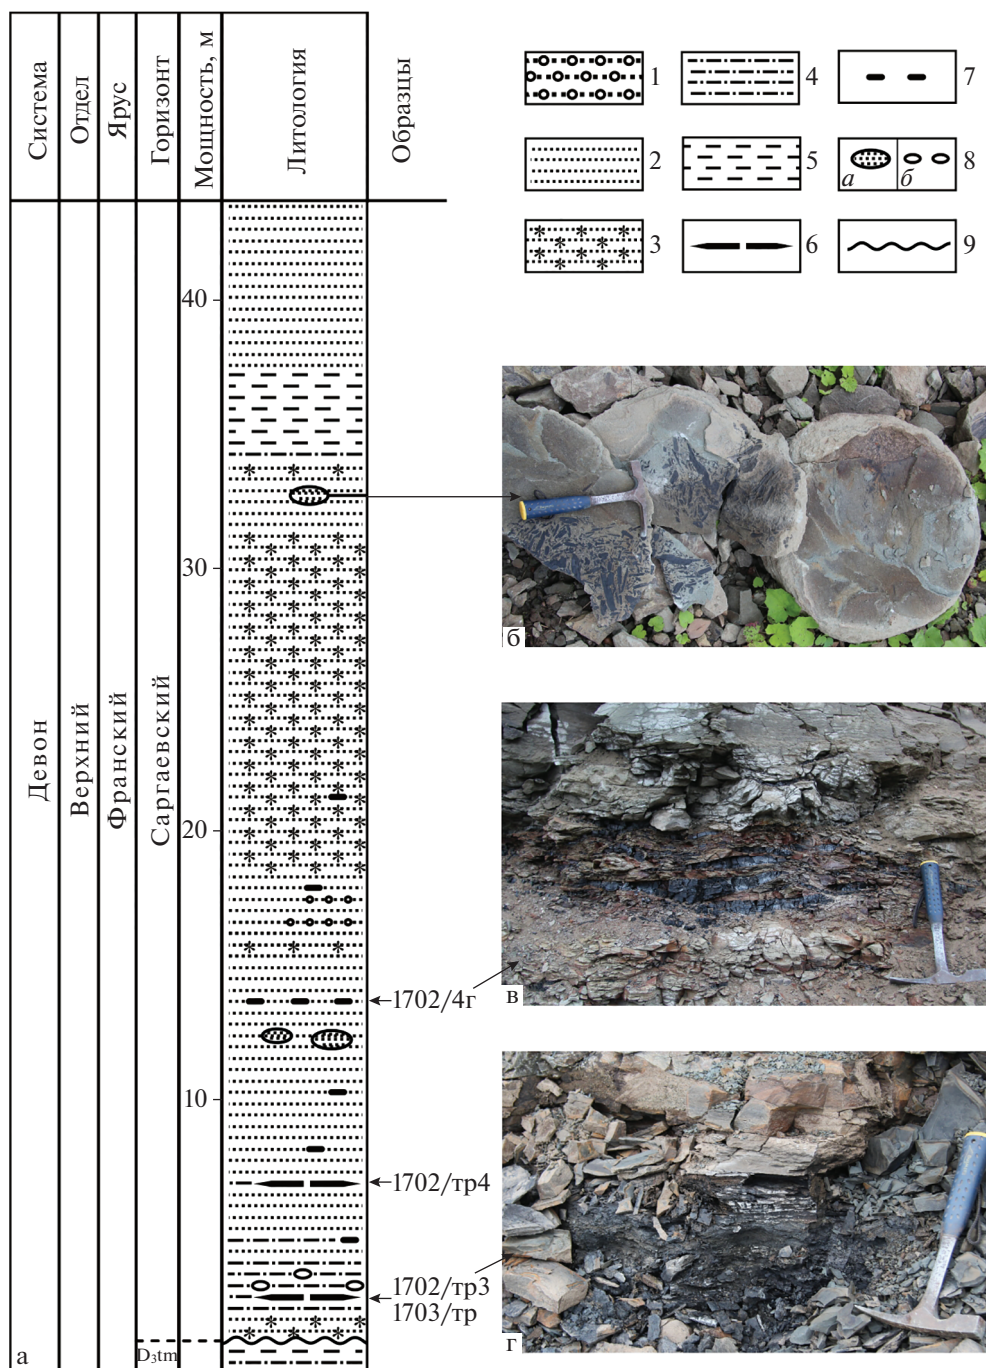 Система
Отдел
Ярус
Горизонт
Мощность, м
Литология
Образцы
1
4
7
2
5
а
б
8
3
6
9
40
30
20
10
Девон
Верхний
Франский
Саргаевский
D₃tm
1702/4г
1702/тр4
1702/тр3
1703/тр
а
б
в
г